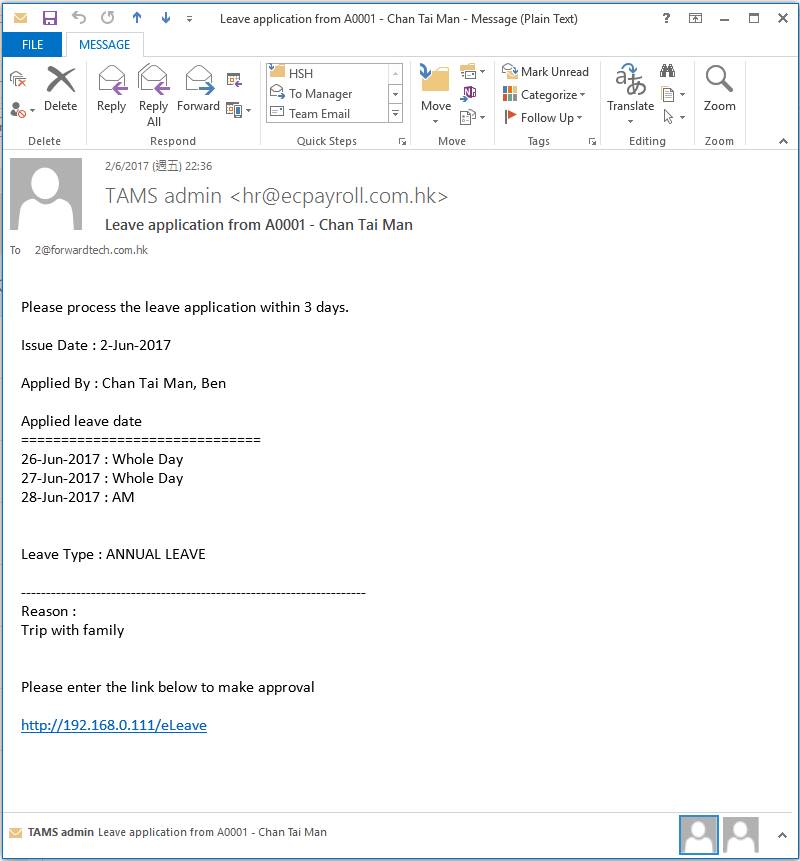 Leave application from A0001 - Chan Tai Man - Message (Plain Text)
?
FILE
MESSAGE
Delete
Reply
Reply All
Forward
HSH
To Manager
Team Email
Move
Mark Unread
Categorize
Follow Up
Translate
Zoom
Delete
Respond
Quick Steps
Move
Tags
Editing
Zoom
2/6/2017 (週五) 22:36
TAMS admin <hr@ecpayroll.com.hk>
Leave application from A0001 - Chan Tai Man
To 2@forwardtech.com.hk
Please process the leave application within 3 days.
Issue Date : 2-Jun-2017
Applied By : Chan Tai Man, Ben
Applied leave date
==============================
26-Jun-2017 : Whole Day
27-Jun-2017 : Whole Day
28-Jun-2017 : AM
Leave Type : ANNUAL LEAVE
---------------------------------------------------------------------
Reason :
Trip with family
Please enter the link below to make approval
http://192.168.0.111/eLeave
TAMS admin Leave application from A0001 - Chan Tai Man